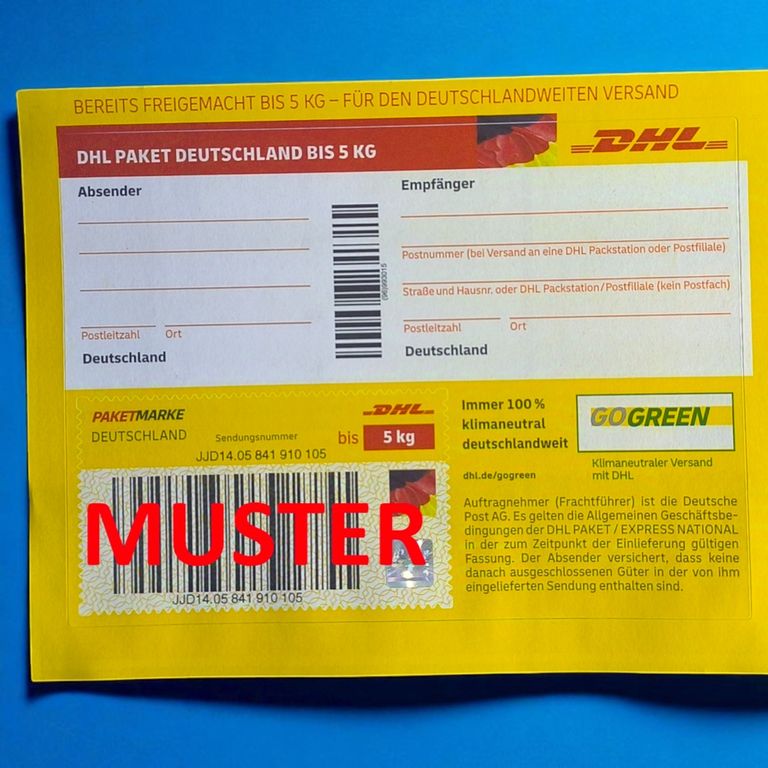 BEREITS FREIGEMACHT BIS 5 KG – FÜR DEN DEUTSCHLANDWEITEN VERSAND
DHL PAKET DEUTSCHLAND BIS 5 KG
DHL
Absender
Postleitzahl Ort
Deutschland
(96)993015
Empfänger
Postnummer (bei Versand an eine DHL Packstation oder Postfiliale)
Straße und Hausnr. oder DHL Packstation/Postfiliale (kein Postfach)
Postleitzahl Ort
Deutschland
PAKETMARKE
DEUTSCHLAND
Sendungsnummer
JJD14.05 841 910 105
DHL
bis 5 kg
MUSTER
JJD14.05 841 910 105
Immer 100 %
klimaneutral
deutschlandweit
dhl.de/gogreen
GOGREEN
Klimaneutraler Versand
mit DHL
Auftragnehmer (Frachtführer) ist die Deutsche
Post AG. Es gelten die Allgemeinen Geschäftsbe-
dingungen der DHL PAKET / EXPRESS NATIONAL
in der zum Zeitpunkt der Einlieferung gültigen
Fassung. Der Absender versichert, dass keine
danach ausgeschlossenen Güter in der von ihm
eingelieferten Sendung enthalten sind.